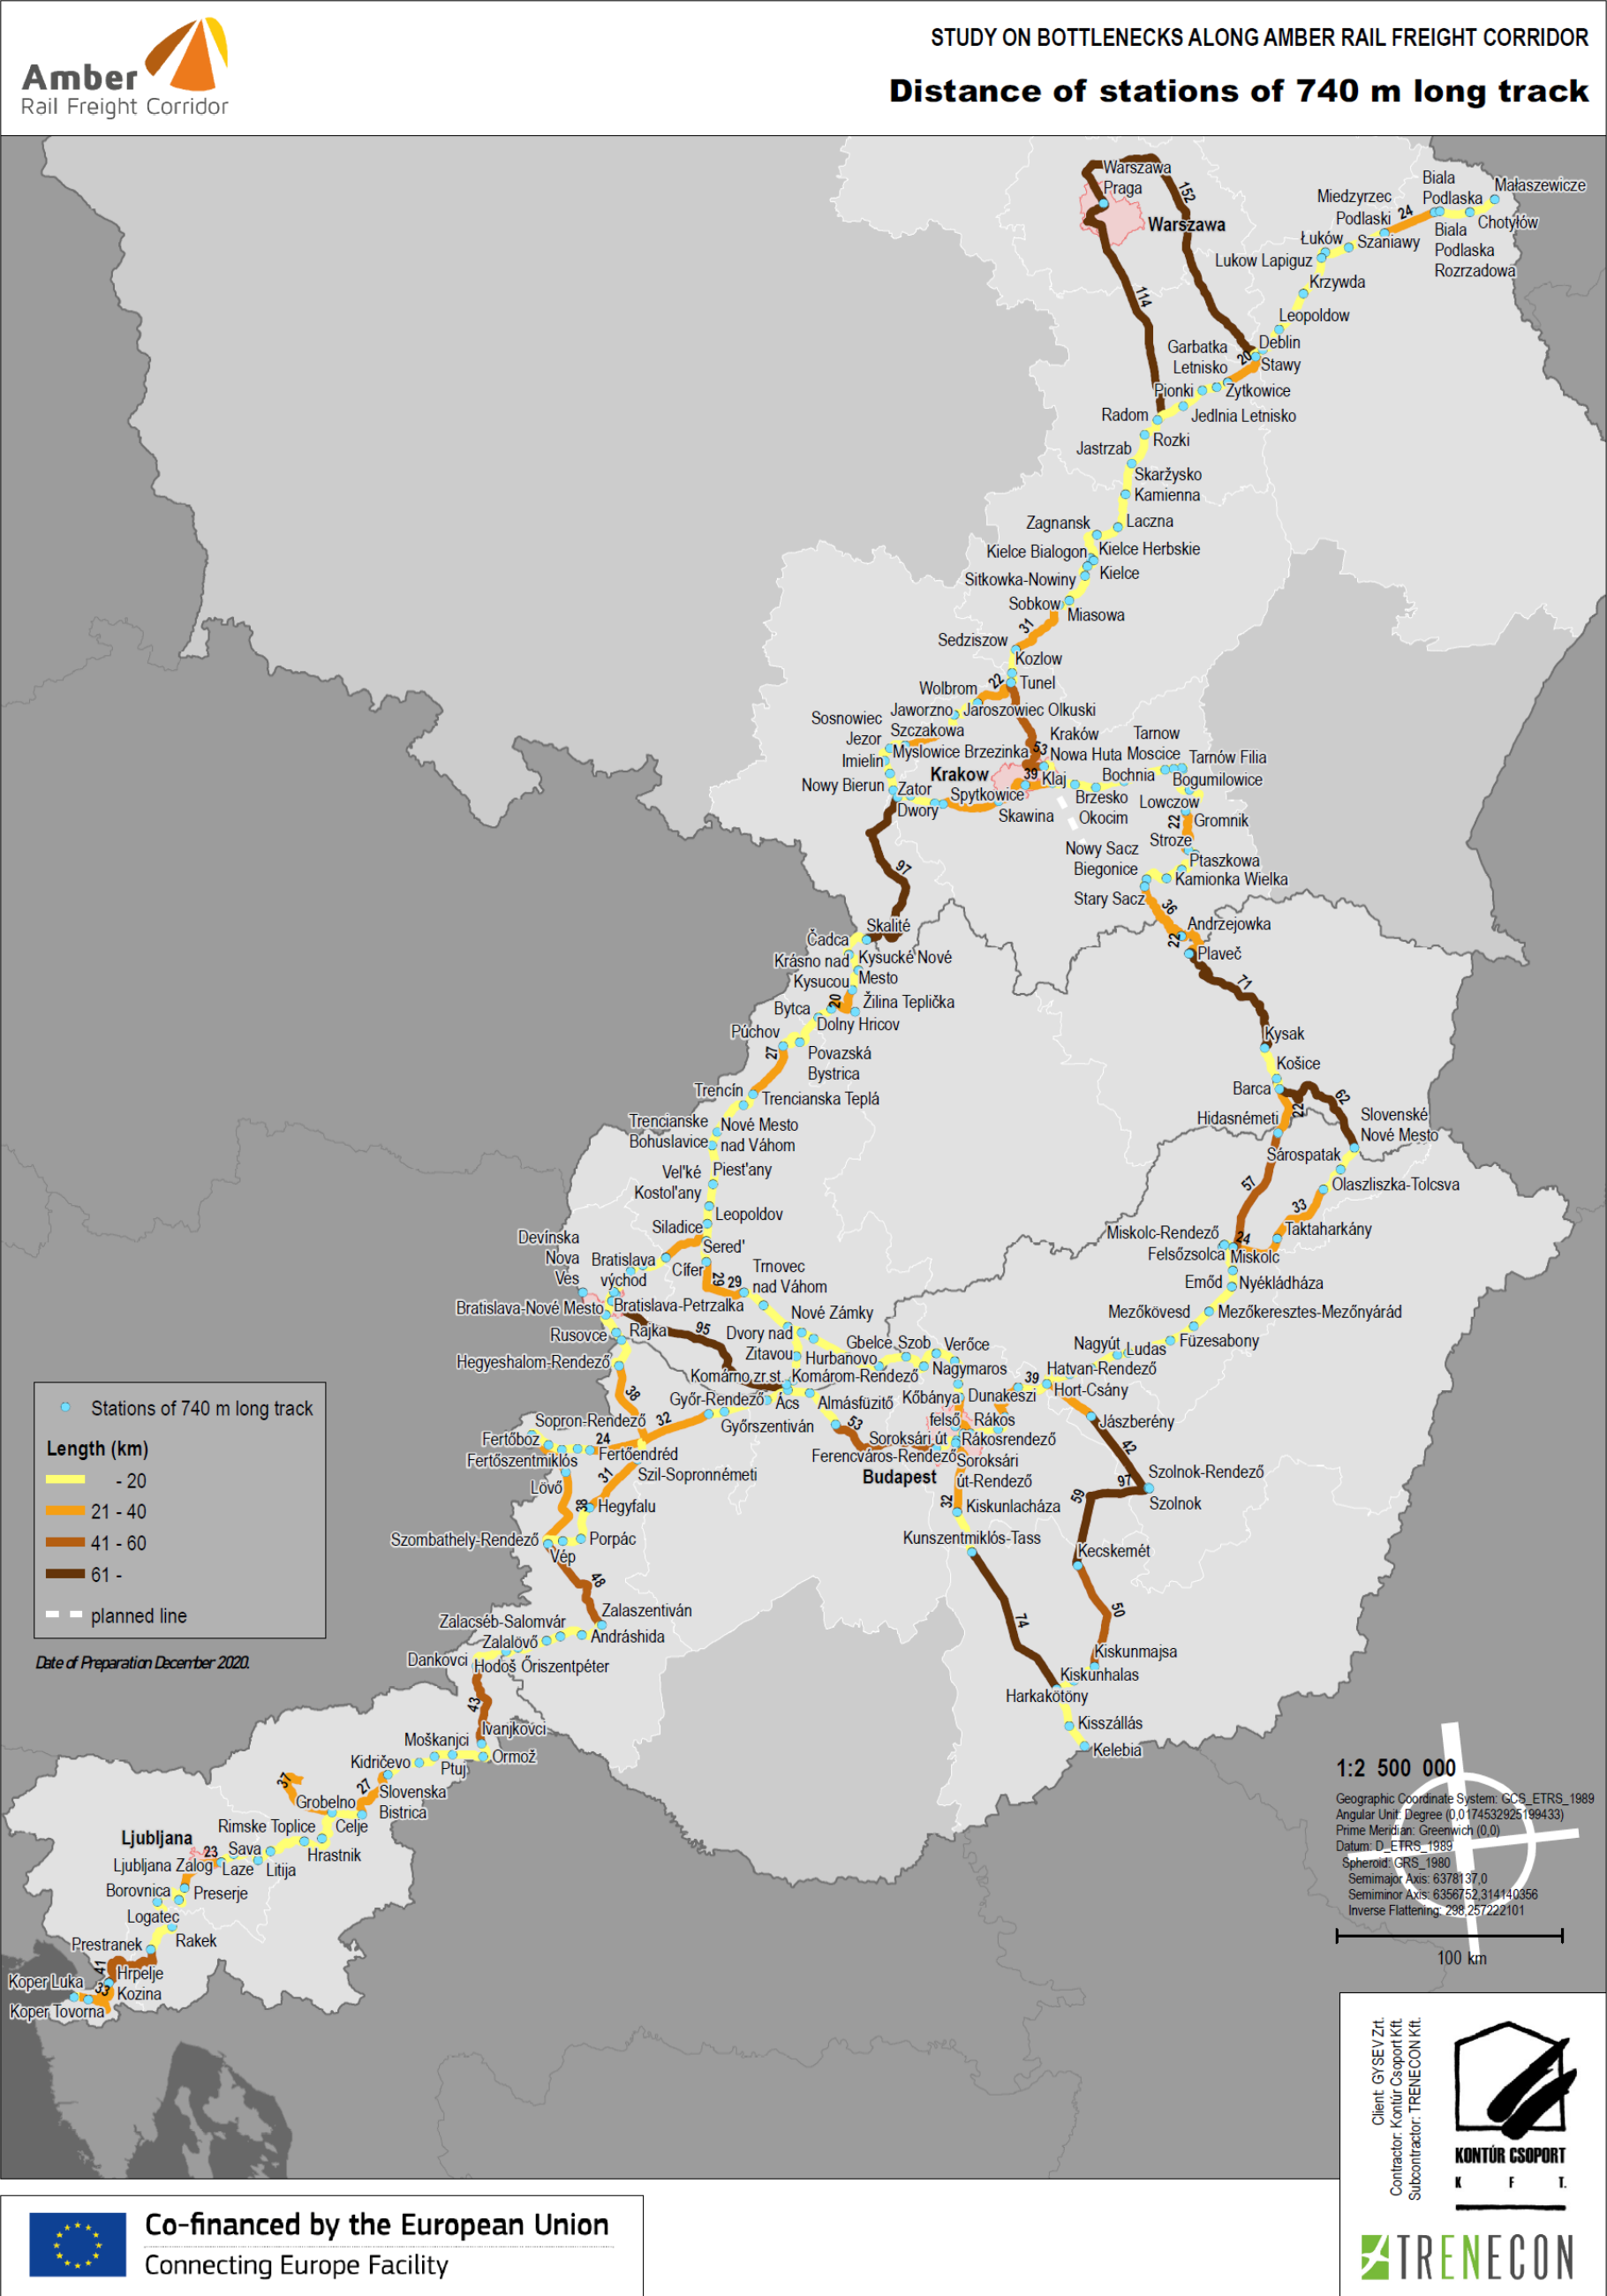 Amber
Rail Freight Corridor
STUDY ON BOTTLENECKS ALONG AMBER RAIL FREIGHT CORRIDOR
Distance of stations of 740 m long track
Warszawa
Praga
152
Warszawa
114
Miedzyrzec
Podlaski
24
Biala
Podlaska
Małaszewicze
Chotyłów
Biala
Podlaska
Rozrzadowa
Łuków
Szaniawy
Lukow Lapiguz
Krzywda
Leopoldow
Deblin
Garbatka
Letnisko
20
Stawy
Pionki
Zytkowice
Radom
Jedlnia Letnisko
Rozki
Jastrzab
Skaržysko
Kamienna
Zagnansk
Laczna
Kielce Bialogon
Kielce Herbskie
Sitkowka-Nowiny
Kielce
Sobkow
Miasowa
31
Sedziszow
Kozlow
22
Tunel
Wolbrom
Jaworzno
Szczakowa
Jaroszowiec Olkuski
Sosnowiec
Jezor
Myslowice Brzezinka
53
Kraków
Nowa Huta
Tarnow
Moscice
Tarnów Filia
Imielin
Krakow
39
Klaj
Bochnia
Bogumilowice
Nowy Bierun
Zator
Spytkowice
Brzesko
Okocim
Lowczow
Dwory
Skawina
22
Gromnik
Stroze
Nowy Sacz
Biegonice
Ptaszkowa
Kamionka Wielka
97
Stary Sacz
36
Andrzejowka
22
Plaveč
Skalité
Čadca
Krásno nad
Kysucou
Kysucké Nové
Mesto
71
20
Žilina Teplička
Bytca
Dolny Hricov
Púchov
27
Povazská
Bystrica
Kysak
Košice
Trencín
Trencianska Teplá
Barca
22
62
Hidasnémeti
Slovenské
Nové Mesto
Trencianske
Bohuslavice
Nové Mesto
nad Váhom
Sárospatak
Vel'ké
Kostol'any
Piest'any
57
Olaszliszka-Tolcsva
33
Leopoldov
Siladice
Taktaharkány
Miskolc-Rendező
24
Felsőzsolca
Miskolc
Devínska
Nova
Ves
Bratislava
východ
Cífer
Sered'
29
29
Trnovec
nad Váhom
Emőd
Nyékládháza
Bratislava-Nové Mesto
Bratislava-Petrzalka
Nové Zámky
Mezőkövesd
Mezőkeresztes-Mezőnyárád
Rusovce
Rajka
95
Dvory nad
Zitavou
Gbelce
Szob
Verőce
Nagyút
Ludas
Füzesabony
Hegyeshalom-Rendező
Hurbanovo
Nagymaros
Hatvan-Rendező
Komárno zr.st.
Komárom-Rendező
39
Hort-Csány
38
Győr-Rendező
Ács
Almásfüzitő
Kőbánya
felső
Dunakeszi
Rákos
Sopron-Rendező
32
Győrszentiván
53
Jászberény
Fertőboz
24
Soroksári út
Rákosrendező
42
Fertőszentmiklós
Fertőendréd
Ferencváros-Rendező
Soroksári
út-Rendező
Budapest
Lövő
31
Szil-Sopronnémeti
97
Szolnok-Rendező
Szolnok
38
Hegyfalu
32
Kiskunlacháza
59
Szombathely-Rendező
Porpác
Vép
Kunszentmiklós-Tass
Kecskemét
48
74
50
Zalacséb-Salomvár
Zalaszentiván
Zalalövő
Andráshida
Dankovci
Hodoš
Őriszentpéter
Kiskunmajsa
Kiskunhalas
Harkakötöny
Kisszállás
Kelebia
43
Ivanjkovci
Moškanjci
Ormož
Kidričevo
Ptuj
37
27
Slovenska
Bistrica
Grobelno
Rimske Toplice
Celje
Ljubljana
23
Sava
Hrastnik
Ljubljana Zalog
Laze
Litija
Borovnica
Preserje
Logatec
Rakek
Prestranek
41
Hrpelje
Kozina
Koper Luka
33
Koper Tovorna
Stations of 740 m long track
Length (km)
- 20
21 - 40
41 - 60
61 -
planned line
Date of Preparation December 2020.
1:2 500 000
Geographic Coordinate System: GCS_ETRS_1989
Angular Unit: Degree (0,0174532925199433)
Prime Meridian: Greenwich (0,0)
Datum: D_ETRS_1989
Spheroid: GRS_1980
Semimajor Axis: 6378137,0
Semiminor Axis: 6356752,314140356
Inverse Flattening: 298,257222101
100 km
Client: GYSEV Zrt.
Contractor: Kontúr Csoport Kft.
Subcontractor: TRENECON Kft.
KONTÚR CSOPORT
K F T.
TRENECON
Co-financed by the European Union
Connecting Europe Facility